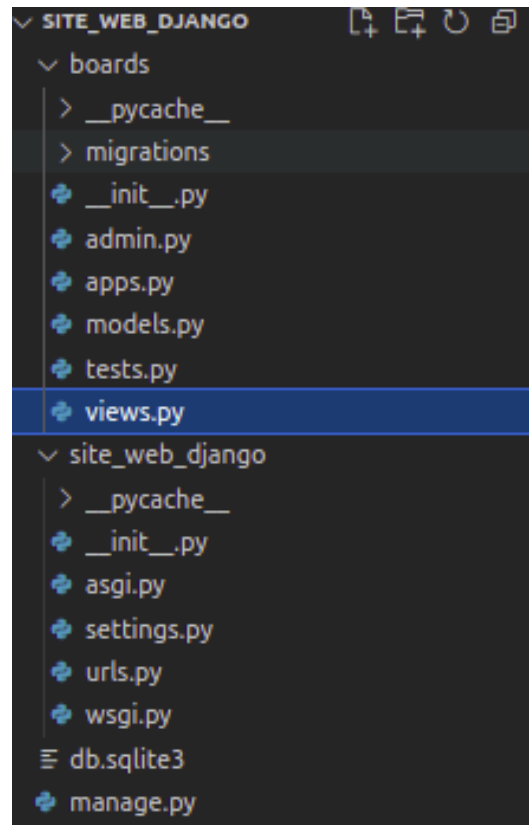 SITE_WEB_DJANGO
boards
__pycache__
migrations
__init__.py
admin.py
apps.py
models.py
tests.py
views.py
site_web_django
__pycache__
__init__.py
asgi.py
settings.py
urls.py
wsgi.py
db.sqlite3
manage.py